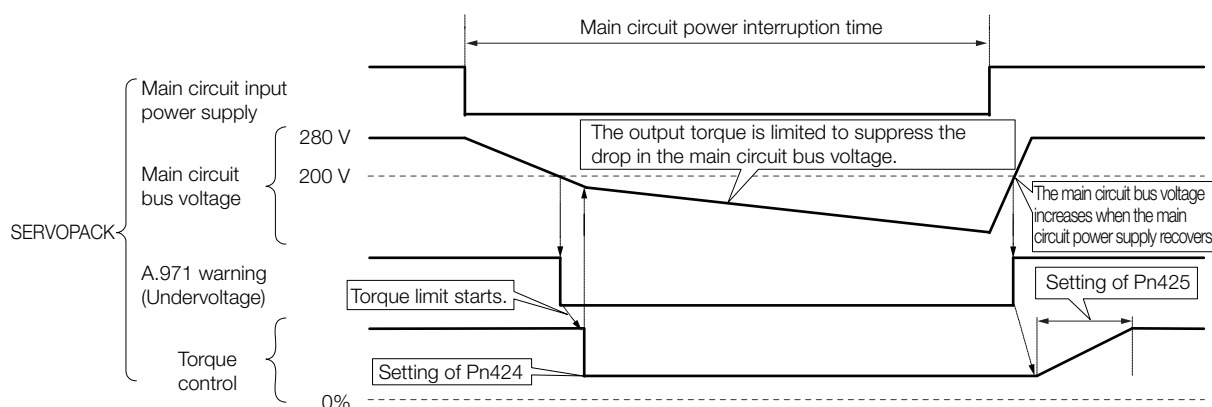 Main circuit power interruption time
Main circuit input
power supply
280 V
The output torque is limited to suppress the
drop in the main circuit bus voltage.
Main circuit
bus voltage
200 V
The main circuit bus voltage
increases when the main
circuit power supply recovers
SERVOPACK
A.971 warning
(Undervoltage)
Torque limit starts.
Setting of Pn425
Torque
control
Setting of Pn424
0%